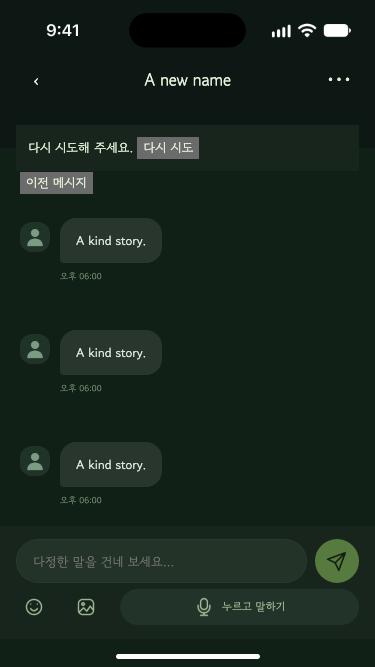 9:41
A new name
다시 시도해 주세요. 다시 시도
이전 메시지
A kind story.
오후 06:00
A kind story.
오후 06:00
A kind story.
오후 06:00
다정한 말을 건네 보세요...
누르고 말하기